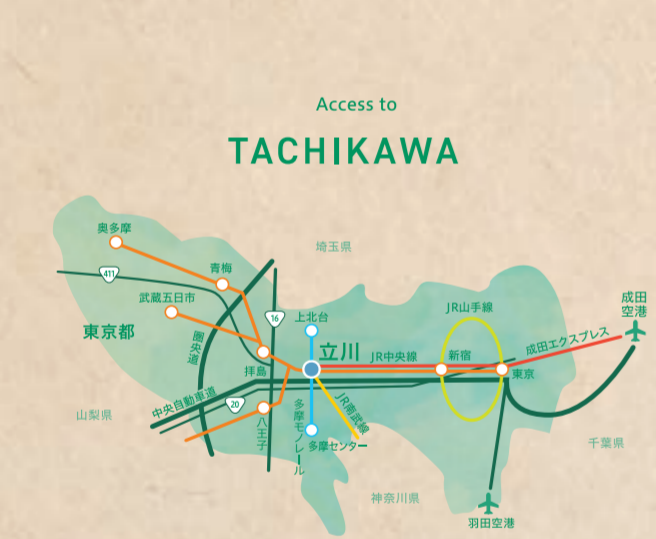 Access to
TACHIKAWA
奥多摩
埼玉県
青梅
411
武蔵五日市
成田
空港
JR山手線
16
上北台
東京都
圏央道
立川
JR中央線
新宿
成田エクスプレス
拝島
東京
中央自動車道
20
山梨県
八王子
多摩モノレール
JR南武線
多摩センター
千葉県
神奈川県
羽田空港